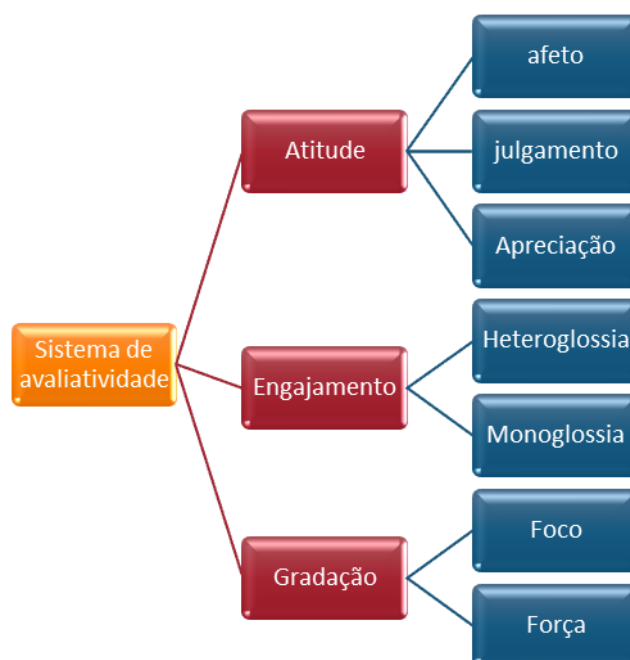 afeto
Atitude
julgamento
Apreciação
Sistema de
avaliatividade
Heteroglossia
Engajamento
Monoglossia
Foco
Gradação
Força